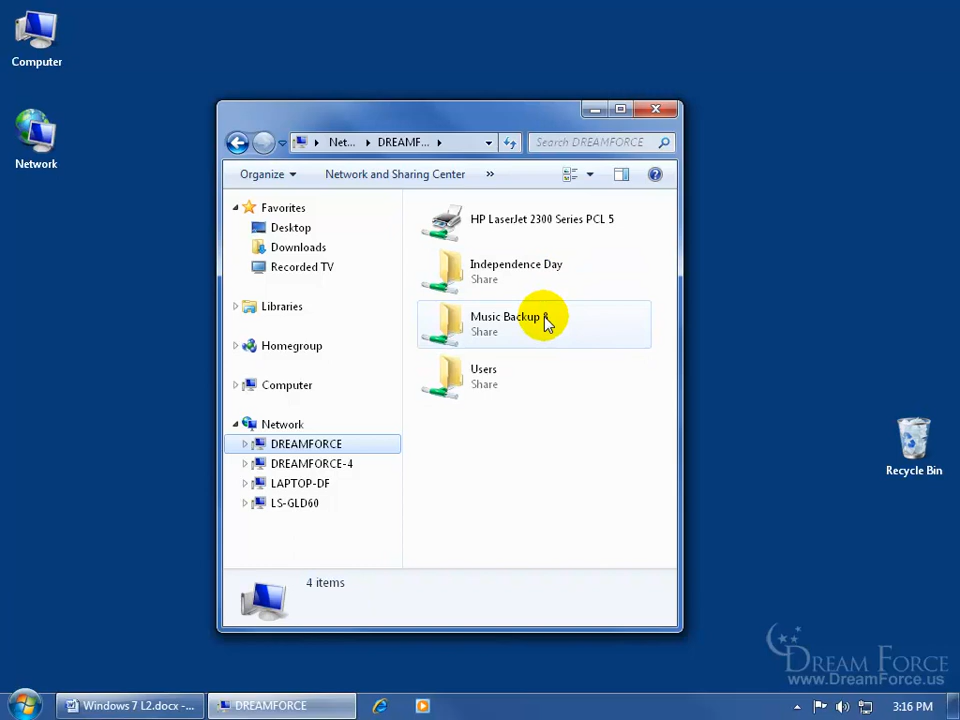 Computer
Network
Net... DREAMF...
Search DREAMFORCE
Organize
Network and Sharing Center
»
Favorites
Desktop
Downloads
Recorded TV
Libraries
Homegroup
Computer
Network
DREAMFORCE
DREAMFORCE-4
LAPTOP-DF
LS-GLD60
HP LaserJet 2300 Series PCL 5
Independence Day
Share
Music Backup
Share
Users
Share
4 items
Recycle Bin
DREAM FORCE
www.DreamForce.us
Windows 7 L2.docx -...
DREAMFORCE
3:16 PM